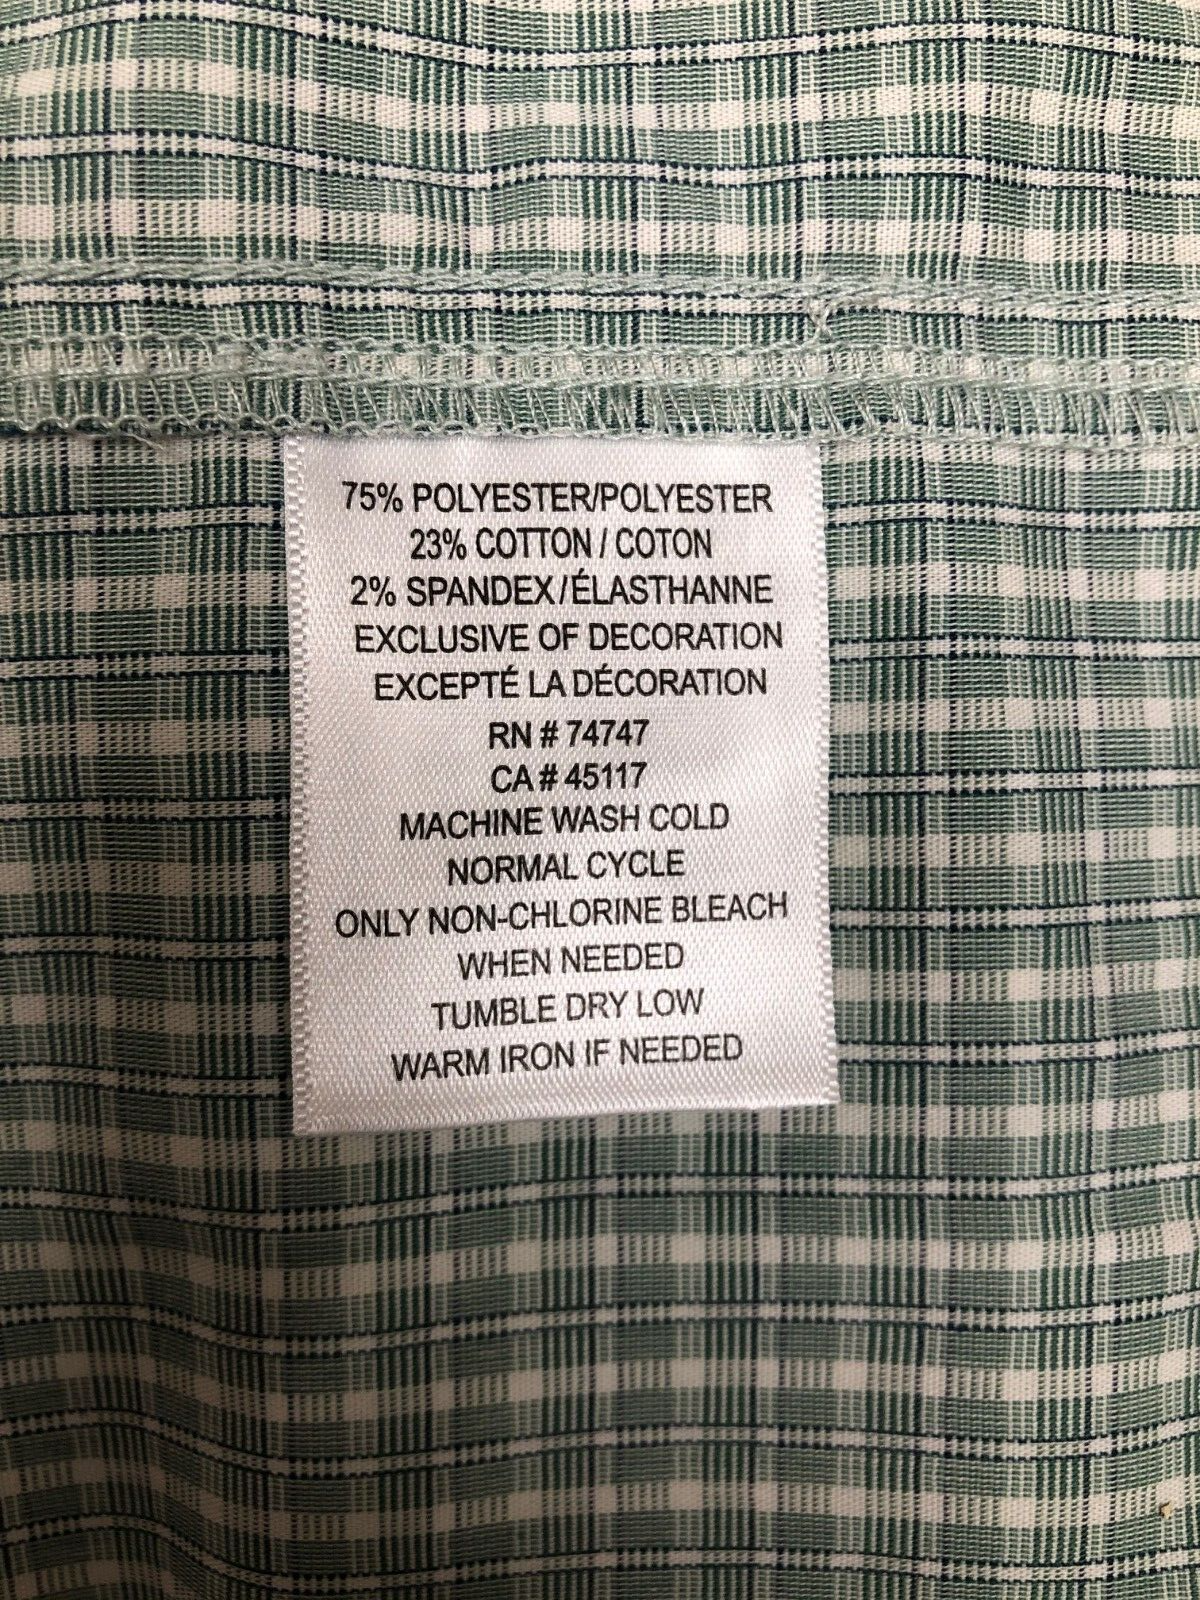 75% POLYESTER/POLYESTER
23% COTTON / COTON
2% SPANDEX/ÉLASTHANNE
EXCLUSIVE OF DECORATION
EXCEPTÉ LA DÉCORATION
RN # 74747
CA # 45117
MACHINE WASH COLD
NORMAL CYCLE
ONLY NON-CHLORINE BLEACH
WHEN NEEDED
TUMBLE DRY LOW
WARM IRON IF NEEDED